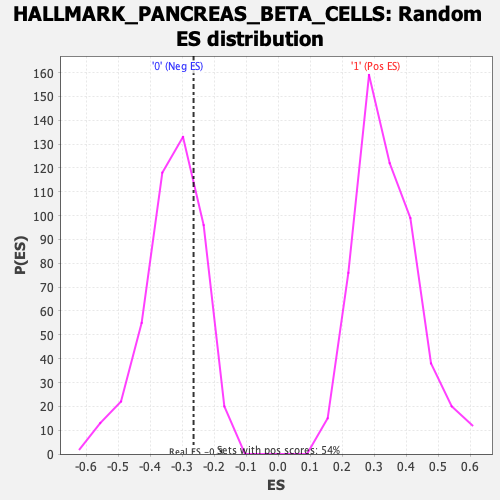 HALLMARK_PANCREAS_BETA_CELLS: Random
ES distribution
'0' (Neg ES)
'1' (Pos ES)
160
150
140
130
120
110
100
90
80
70
60
50
40
30
20
10
0
P(ES)
Real ES -0.
Sets with pos scores: 54%
-0.6 -0.5 -0.4 -0.3 -0.2 -0.1 0.0 0.1 0.2 0.3 0.4 0.5 0.6
ES